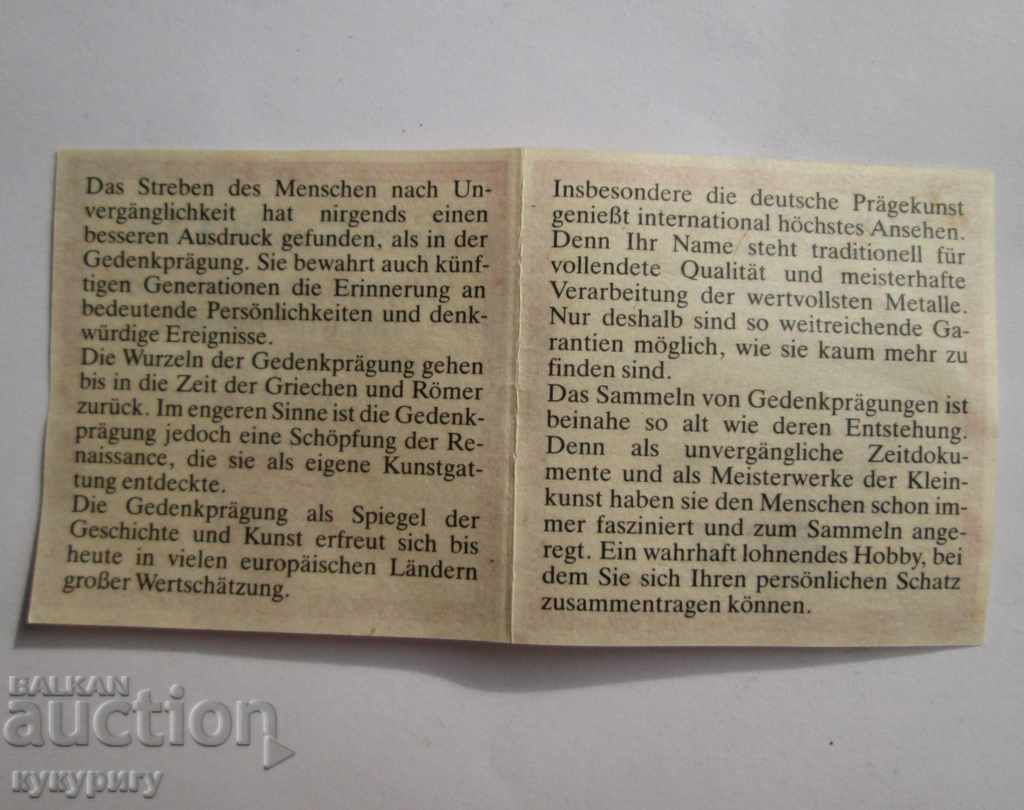 Das Streben des Menschen nach Un-
vergänglichkeit hat nirgends einen
besseren Ausdruck gefunden, als in der
Gedenkprägung. Sie bewahrt auch künf-
tigen Generationen die Erinnerung an
bedeutende Persönlichkeiten und denk-
würdige Ereignisse.
Die Wurzeln der Gedenkprägung gehen
bis in die Zeit der Griechen und Römer
zurück. Im engeren Sinne ist die Gedenk-
prägung jedoch eine Schöpfung der Re-
naissance, die sie als eigene Kunstgat-
tung entdeckte.
Die Gedenkprägung als Spiegel der
Geschichte und Kunst erfreut sich bis
heute in vielen europäischen Ländern
großer Wertschätzung.
Insbesondere die deutsche Prägekunst
genießt international höchstes Ansehen.
Denn Ihr Name steht traditionell für
vollendete Qualität und meisterhafte
Verarbeitung der wertvollsten Metalle.
Nur deshalb sind so weitreichende Ga-
rantien möglich, wie sie kaum mehr zu
finden sind.
Das Sammeln von Gedenkprägungen ist
beinahe so alt wie deren Entstehung.
Denn als unvergängliche Zeitdoku-
mente und als Meisterwerke der Klein-
kunst haben sie den Menschen schon im-
mer fasziniert und zum Sammeln ange-
regt. Ein wahrhaft lohnendes Hobby, bei
dem Sie sich Ihren persönlichen Schatz
zusammentragen können.
BALKAN
auction
кукуригу